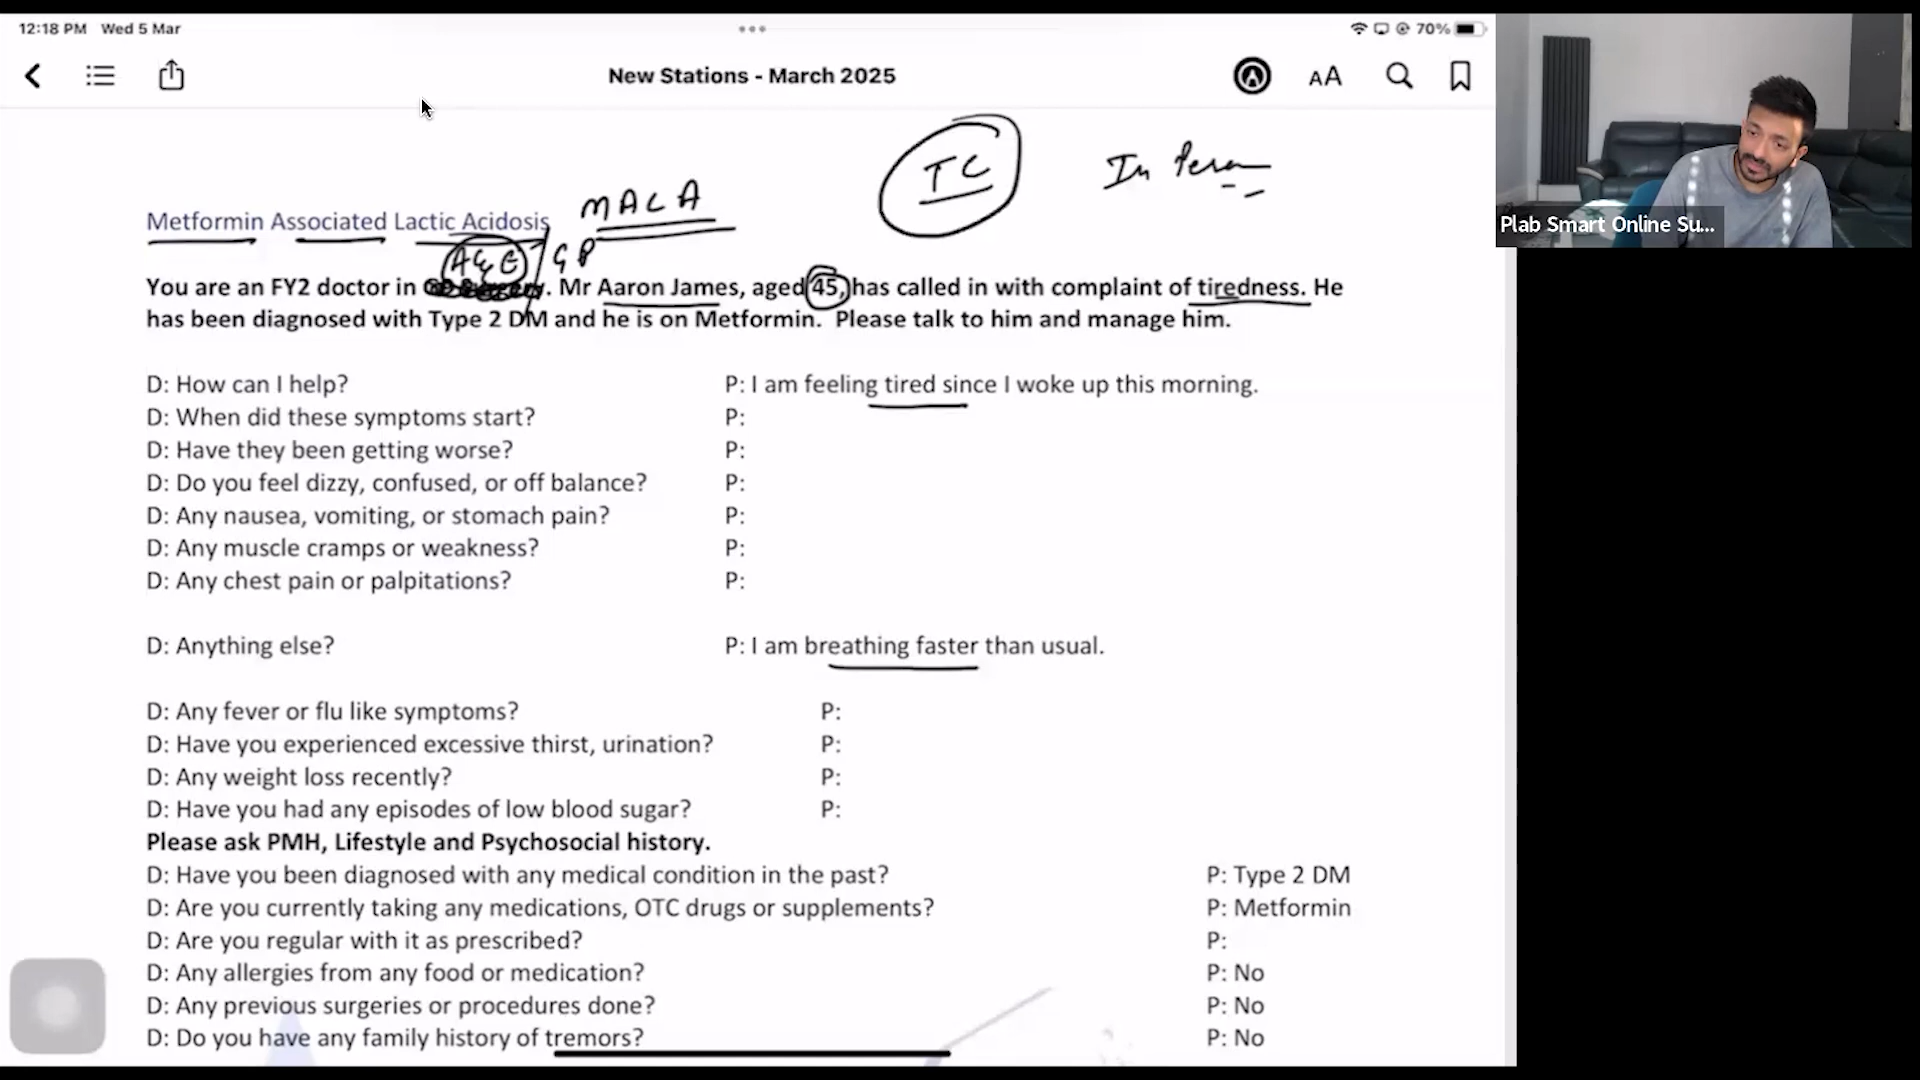 12:18 PM Wed 5 Mar
70%
New Stations - March 2025
AA
TC
In Person
MALA
Metformin Associated Lactic Acidosis
A&E / GP
You are an FY2 doctor in . Mr Aaron James, aged 45, has called in with complaint of tiredness. He
has been diagnosed with Type 2 DM and he is on Metformin. Please talk to him and manage him.
D: How can I help? P: I am feeling tired since I woke up this morning.
D: When did these symptoms start? P:
D: Have they been getting worse? P:
D: Do you feel dizzy, confused, or off balance? P:
D: Any nausea, vomiting, or stomach pain? P:
D: Any muscle cramps or weakness? P:
D: Any chest pain or palpitations? P:
D: Anything else? P: I am breathing faster than usual.
D: Any fever or flu like symptoms? P:
D: Have you experienced excessive thirst, urination? P:
D: Any weight loss recently? P:
D: Have you had any episodes of low blood sugar? P:
Please ask PMH, Lifestyle and Psychosocial history.
D: Have you been diagnosed with any medical condition in the past? P: Type 2 DM
D: Are you currently taking any medications, OTC drugs or supplements? P: Metformin
D: Are you regular with it as prescribed? P:
D: Any allergies from any food or medication? P: No
D: Any previous surgeries or procedures done? P: No
D: Do you have any family history of tremors? P: No
Plab Smart Online Su...